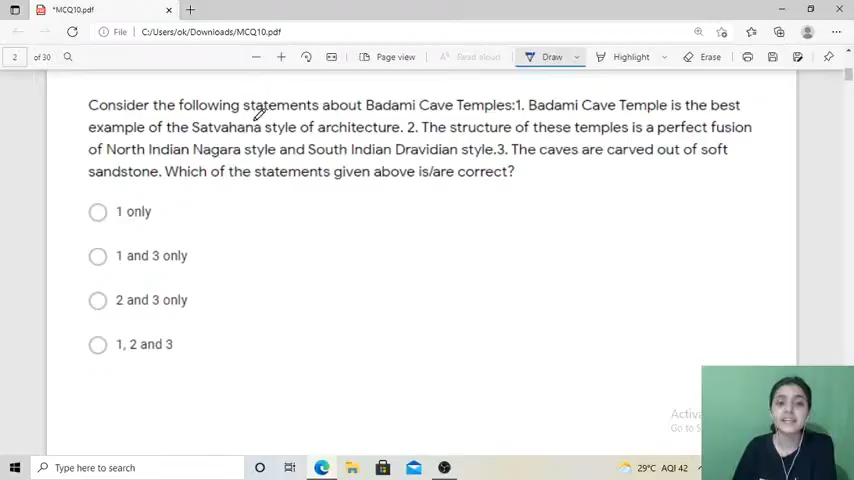 *MCQ10.pdf
File
C:/Users/ok/Downloads/MCQ10.pdf
2
of 30
Page view
Read aloud
Draw
Highlight
Erase
Consider the following statements about Badami Cave Temples:1. Badami Cave Temple is the best
example of the Satvahana style of architecture. 2. The structure of these temples is a perfect fusion
of North Indian Nagara style and South Indian Dravidian style.3. The caves are carved out of soft
sandstone. Which of the statements given above is/are correct?
1 only
1 and 3 only
2 and 3 only
1, 2 and 3
Go to S
Type here to search
29°C AQI 42